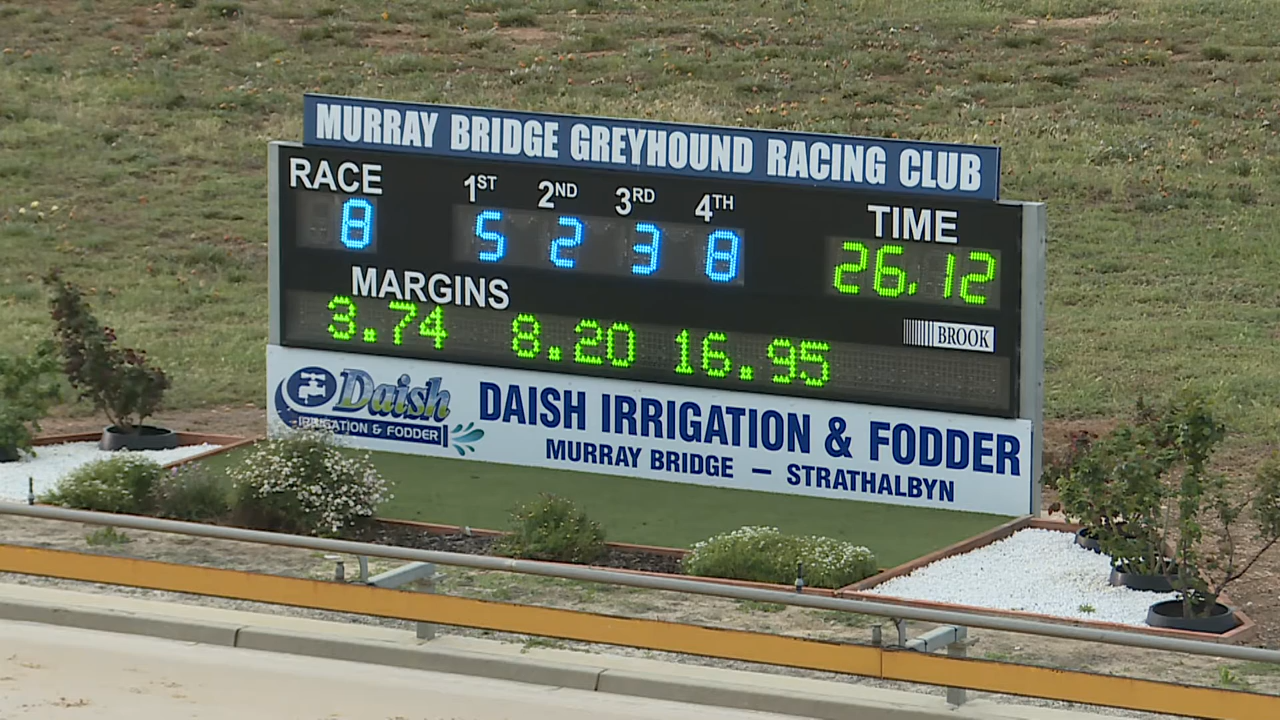 MURRAY BRIDGE GREYHOUND RACING CLUB
RACE 1ST 2ND 3RD 4TH TIME
8 5 2 3 8 26.12
MARGINS
3.74 8.20 16.95
BROOK
Daish
IRRIGATION & FODDER
DAISH IRRIGATION & FODDER
MURRAY BRIDGE – STRATHALBYN